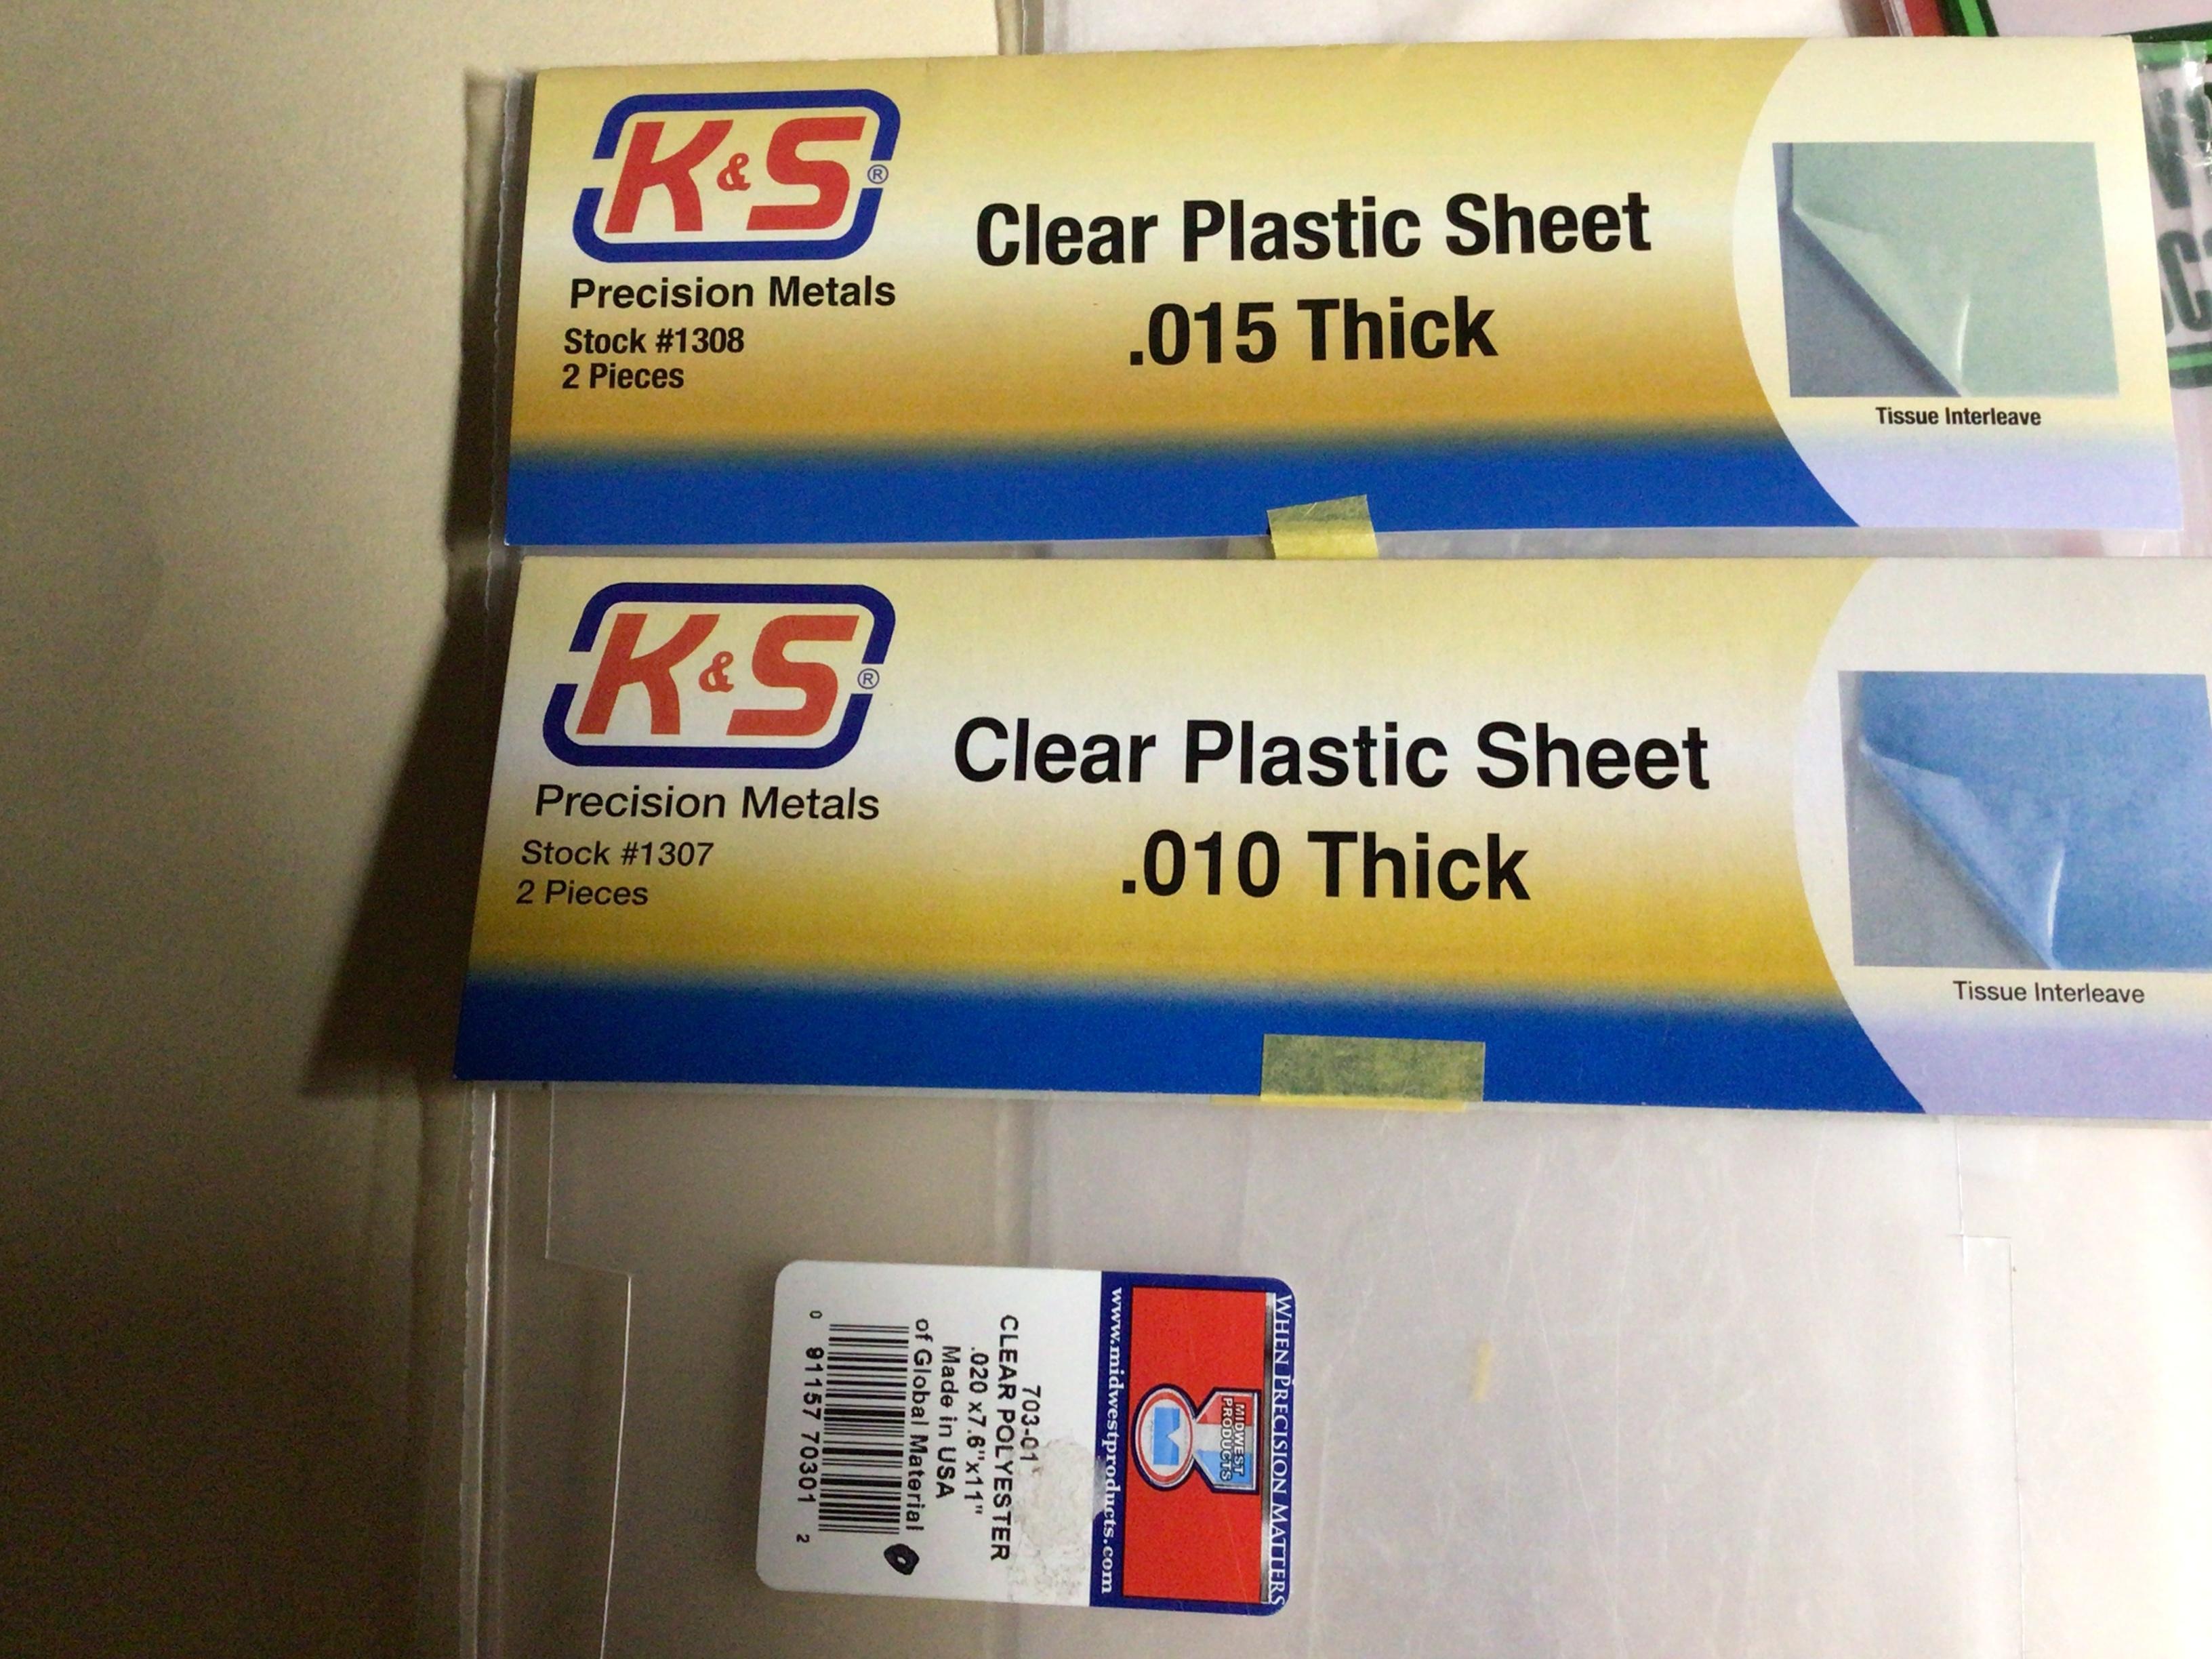 K&S®
Precision Metals
Stock #1308
2 Pieces
Clear Plastic Sheet
.015 Thick
Tissue Interleave
K&S®
Precision Metals
Stock #1307
2 Pieces
Clear Plastic Sheet
.010 Thick
Tissue Interleave
WHEN PRECISION MATTERS
MIDWEST
PRODUCTS
M
www.midwestproducts.com
703-01
CLEAR POLYESTER
.020 x7.6"x11"
Made in USA
of Global Material
0 91157 70301 2